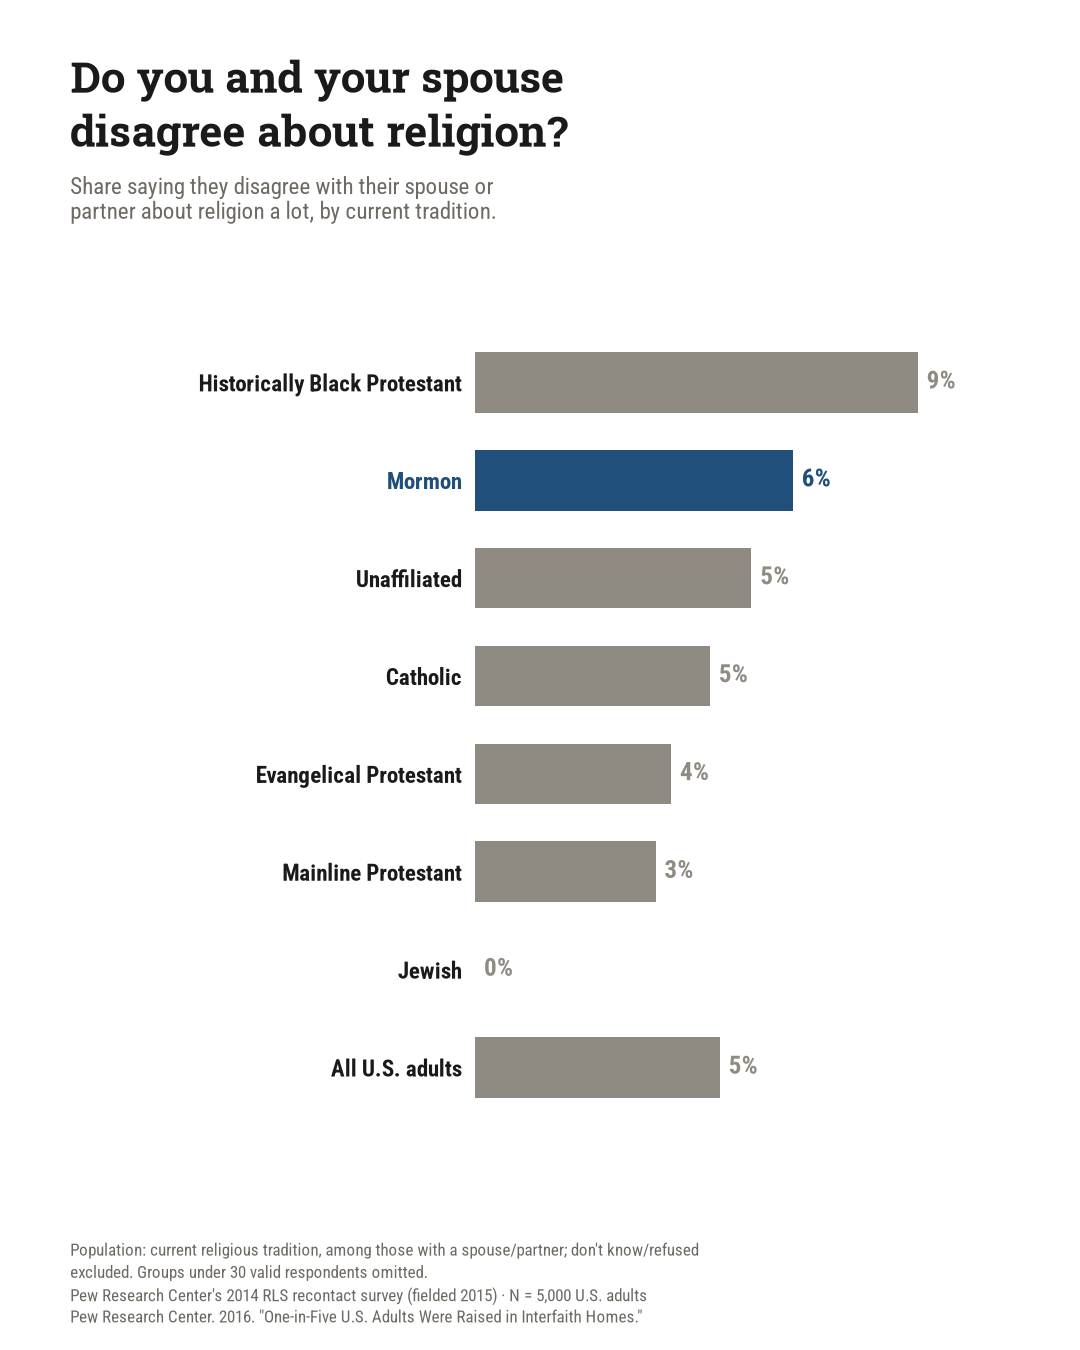 Do you and your spouse
disagree about religion?
Share saying they disagree with their spouse or
partner about religion a lot, by current tradition.
Historically Black Protestant 9%
Mormon 6%
Unaffiliated 5%
Catholic 5%
Evangelical Protestant 4%
Mainline Protestant 3%
Jewish 0%
All U.S. adults 5%
Population: current religious tradition, among those with a spouse/partner; don't know/refused
excluded. Groups under 30 valid respondents omitted.
Pew Research Center's 2014 RLS recontact survey (fielded 2015) · N = 5,000 U.S. adults
Pew Research Center. 2016. "One-in-Five U.S. Adults Were Raised in Interfaith Homes."